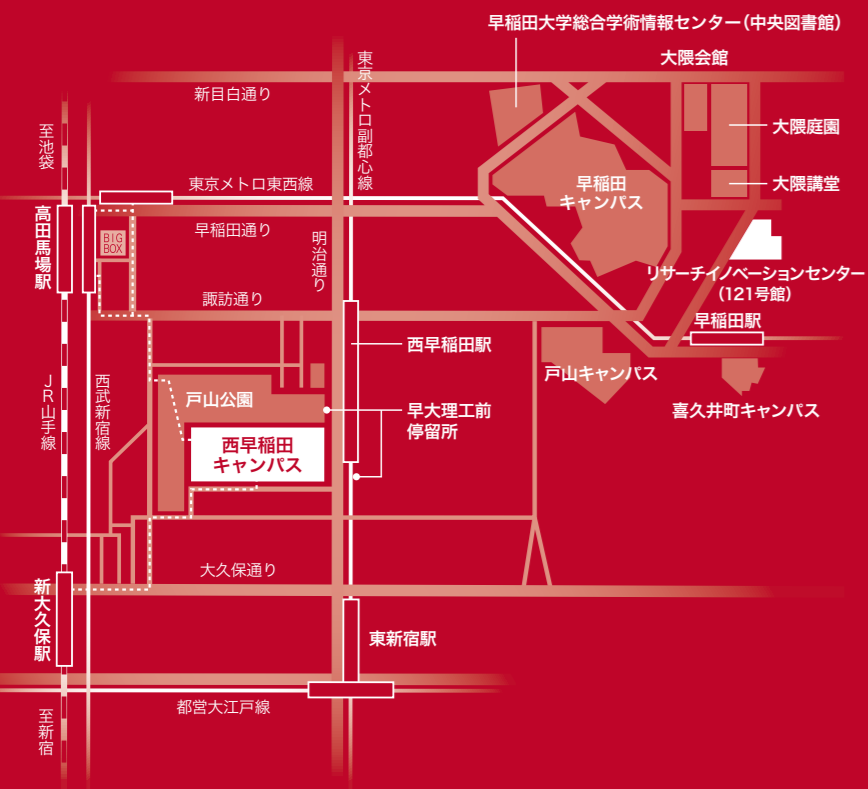 早稲田大学総合学術情報センター（中央図書館）
大隈会館
東京メトロ副都心線
新目白通り
至池袋
大隈庭園
東京メトロ東西線
早稲田
キャンパス
大隈講堂
高田馬場駅
BIG
BOX
早稲田通り
明治通り
リサーチイノベーションセンター
（121号館）
諏訪通り
早稲田駅
西早稲田駅
戸山キャンパス
JR山手線
西武新宿線
戸山公園
早大理工前
停留所
喜久井町キャンパス
西早稲田
キャンパス
大久保通り
新大久保駅
東新宿駅
都営大江戸線
至新宿